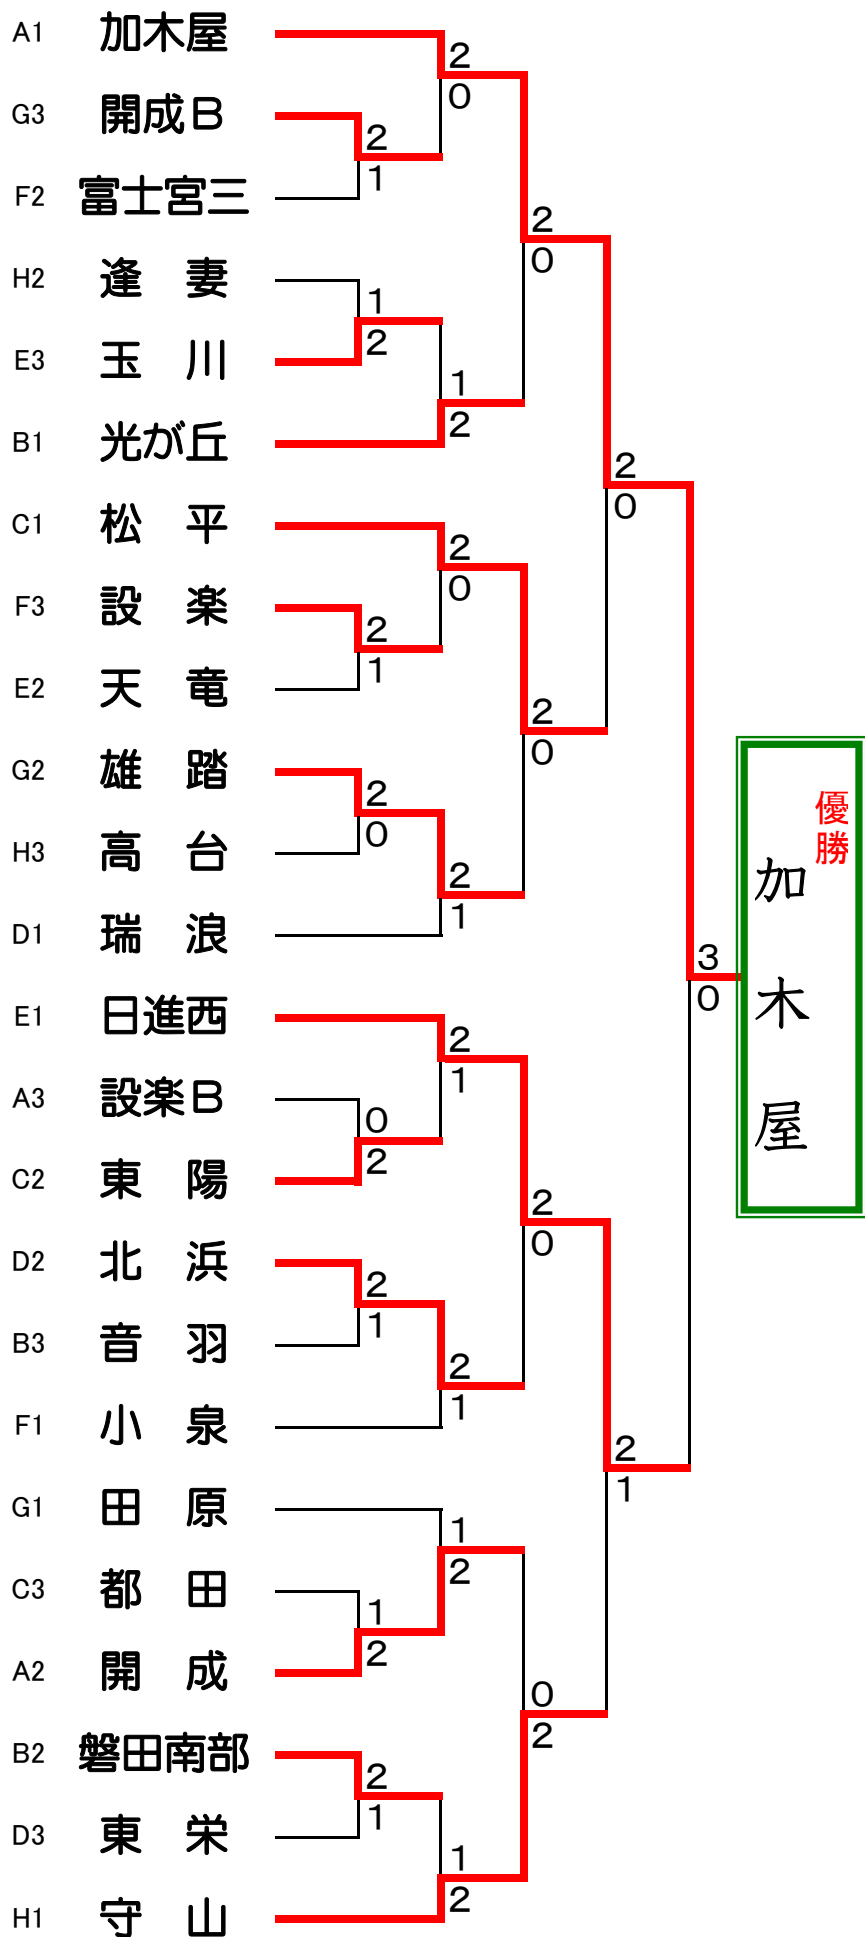 A1 加木屋
2
0
G3 開成B
2
1
F2 富士宮三
2
0
H2 逢 妻
1
2
E3 玉 川
1
2
B1 光が丘
2
0
C1 松 平
2
0
F3 設 楽
2
1
E2 天 竜
2
0
G2 雄 踏
2
0
H3 高 台
2
1
D1 瑞 浪
3
0
優勝
加木屋
E1 日進西
2
1
A3 設楽B
0
2
C2 東 陽
2
0
D2 北 浜
2
1
B3 音 羽
2
1
F1 小 泉
2
1
G1 田 原
1
2
C3 都 田
1
2
A2 開 成
0
2
B2 磐田南部
2
1
D3 東 栄
1
2
H1 守 山